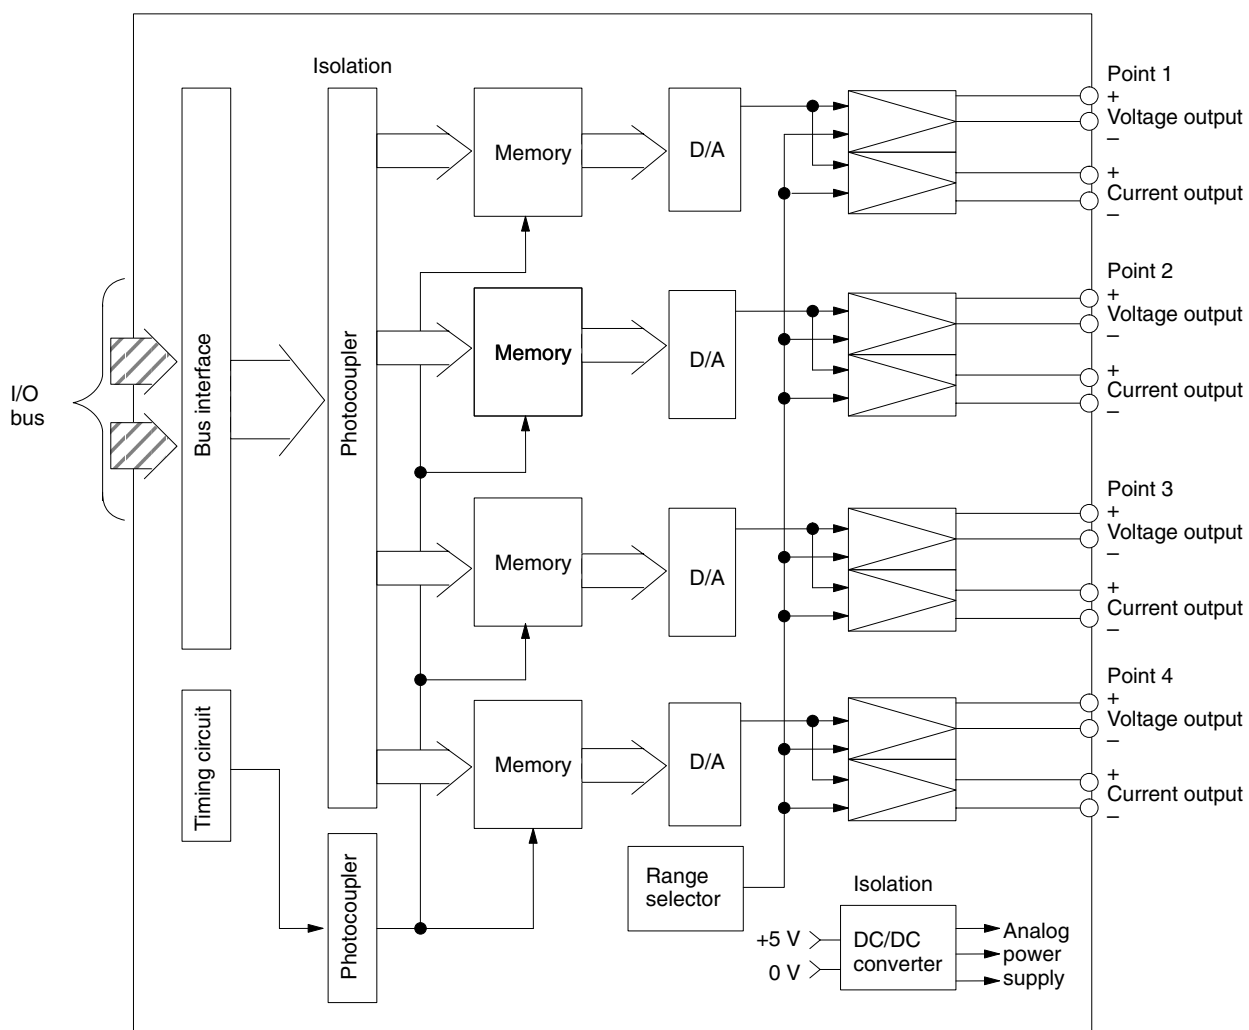 Isolation
Point 1
+
Voltage output
–
+
Current output
–
Memory
D/A
Point 2
+
Voltage output
–
+
Current output
–
Memory
D/A
I/O
bus
Bus interface
Photocoupler
Point 3
+
Voltage output
–
+
Current output
–
Memory
D/A
Point 4
+
Voltage output
–
+
Current output
–
Memory
D/A
Timing circuit
Photocoupler
Range
selector
Isolation
+5 V
0 V
DC/DC
converter
Analog
power
supply